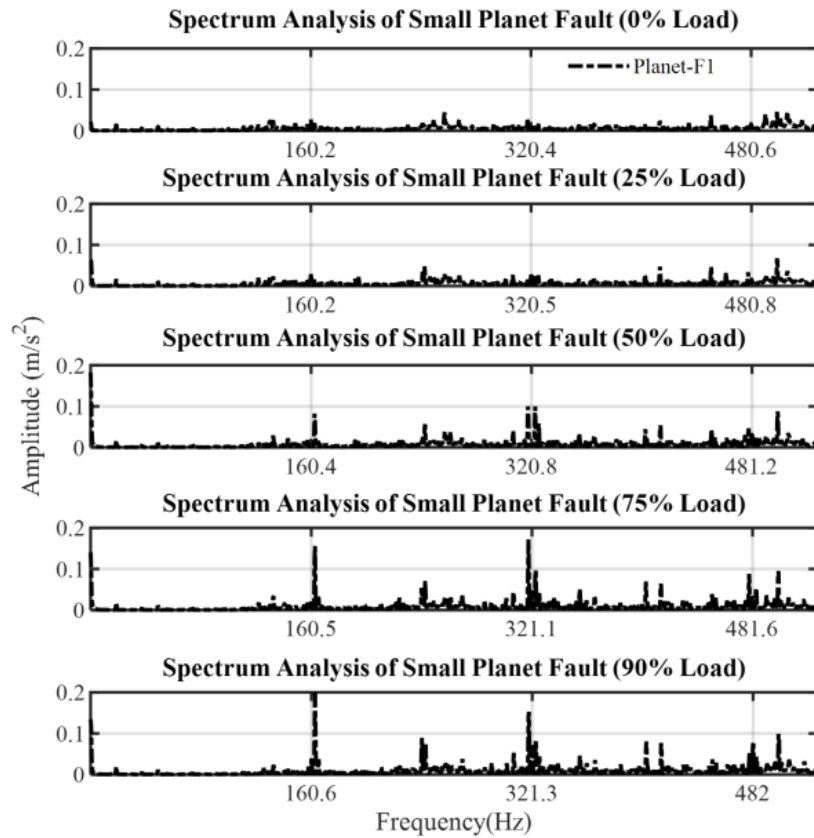 Spectrum Analysis of Small Planet Fault (0% Load)
0.2
Planet-F1
0.1
0
160.2 320.4 480.6
Spectrum Analysis of Small Planet Fault (25% Load)
0.2
0.1
0
160.2 320.5 480.8
Spectrum Analysis of Small Planet Fault (50% Load)
0.2
0.1
0
160.4 320.8 481.2
Amplitude (m/s²)
Spectrum Analysis of Small Planet Fault (75% Load)
0.2
0.1
0
160.5 321.1 481.6
Spectrum Analysis of Small Planet Fault (90% Load)
0.2
0.1
0
160.6 321.3 482
Frequency(Hz)